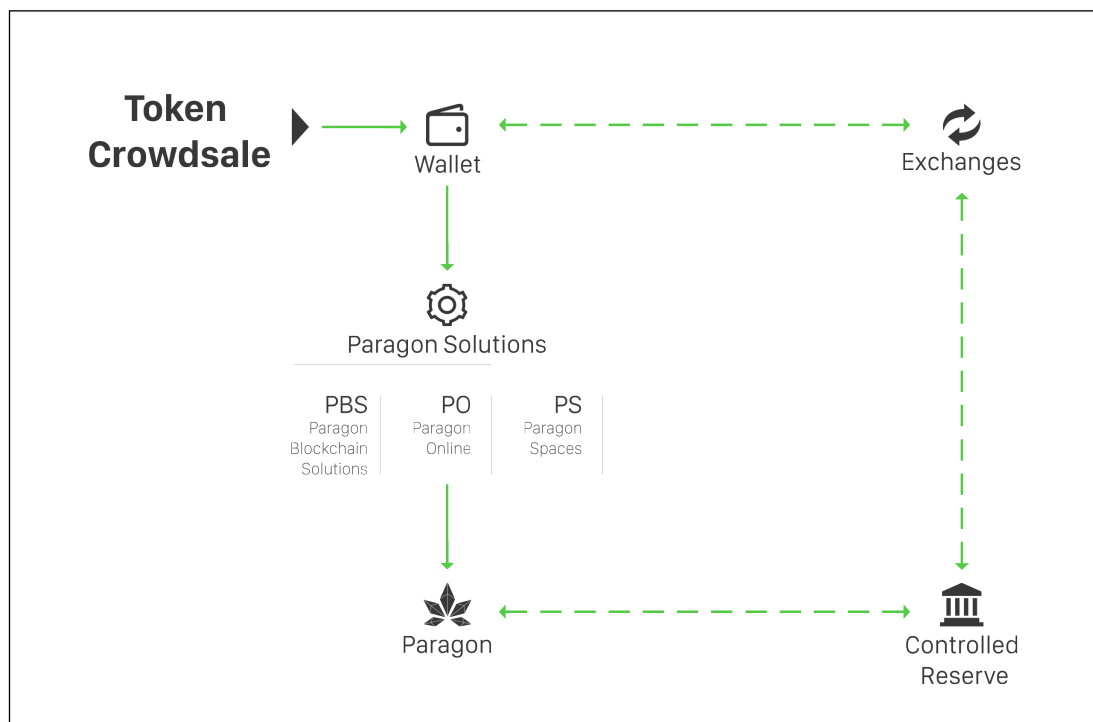 Token
Crowdsale
Wallet
Exchanges
Paragon Solutions
PBS
Paragon
Blockchain
Solutions
PO
Paragon
Online
PS
Paragon
Spaces
Paragon
Controlled
Reserve